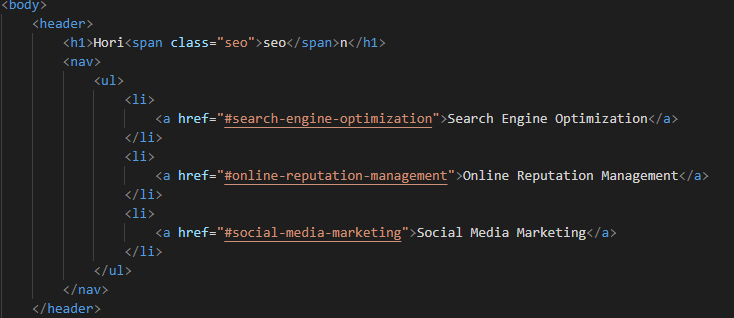 <body>
<header>
<h1>Hori<span class="seo">seo</span>n</h1>
<nav>
<ul>
<li>
<a href="#search-engine-optimization">Search Engine Optimization</a>
</li>
<li>
<a href="#online-reputation-management">Online Reputation Management</a>
</li>
<li>
<a href="#social-media-marketing">Social Media Marketing</a>
</li>
</ul>
</nav>
</header>